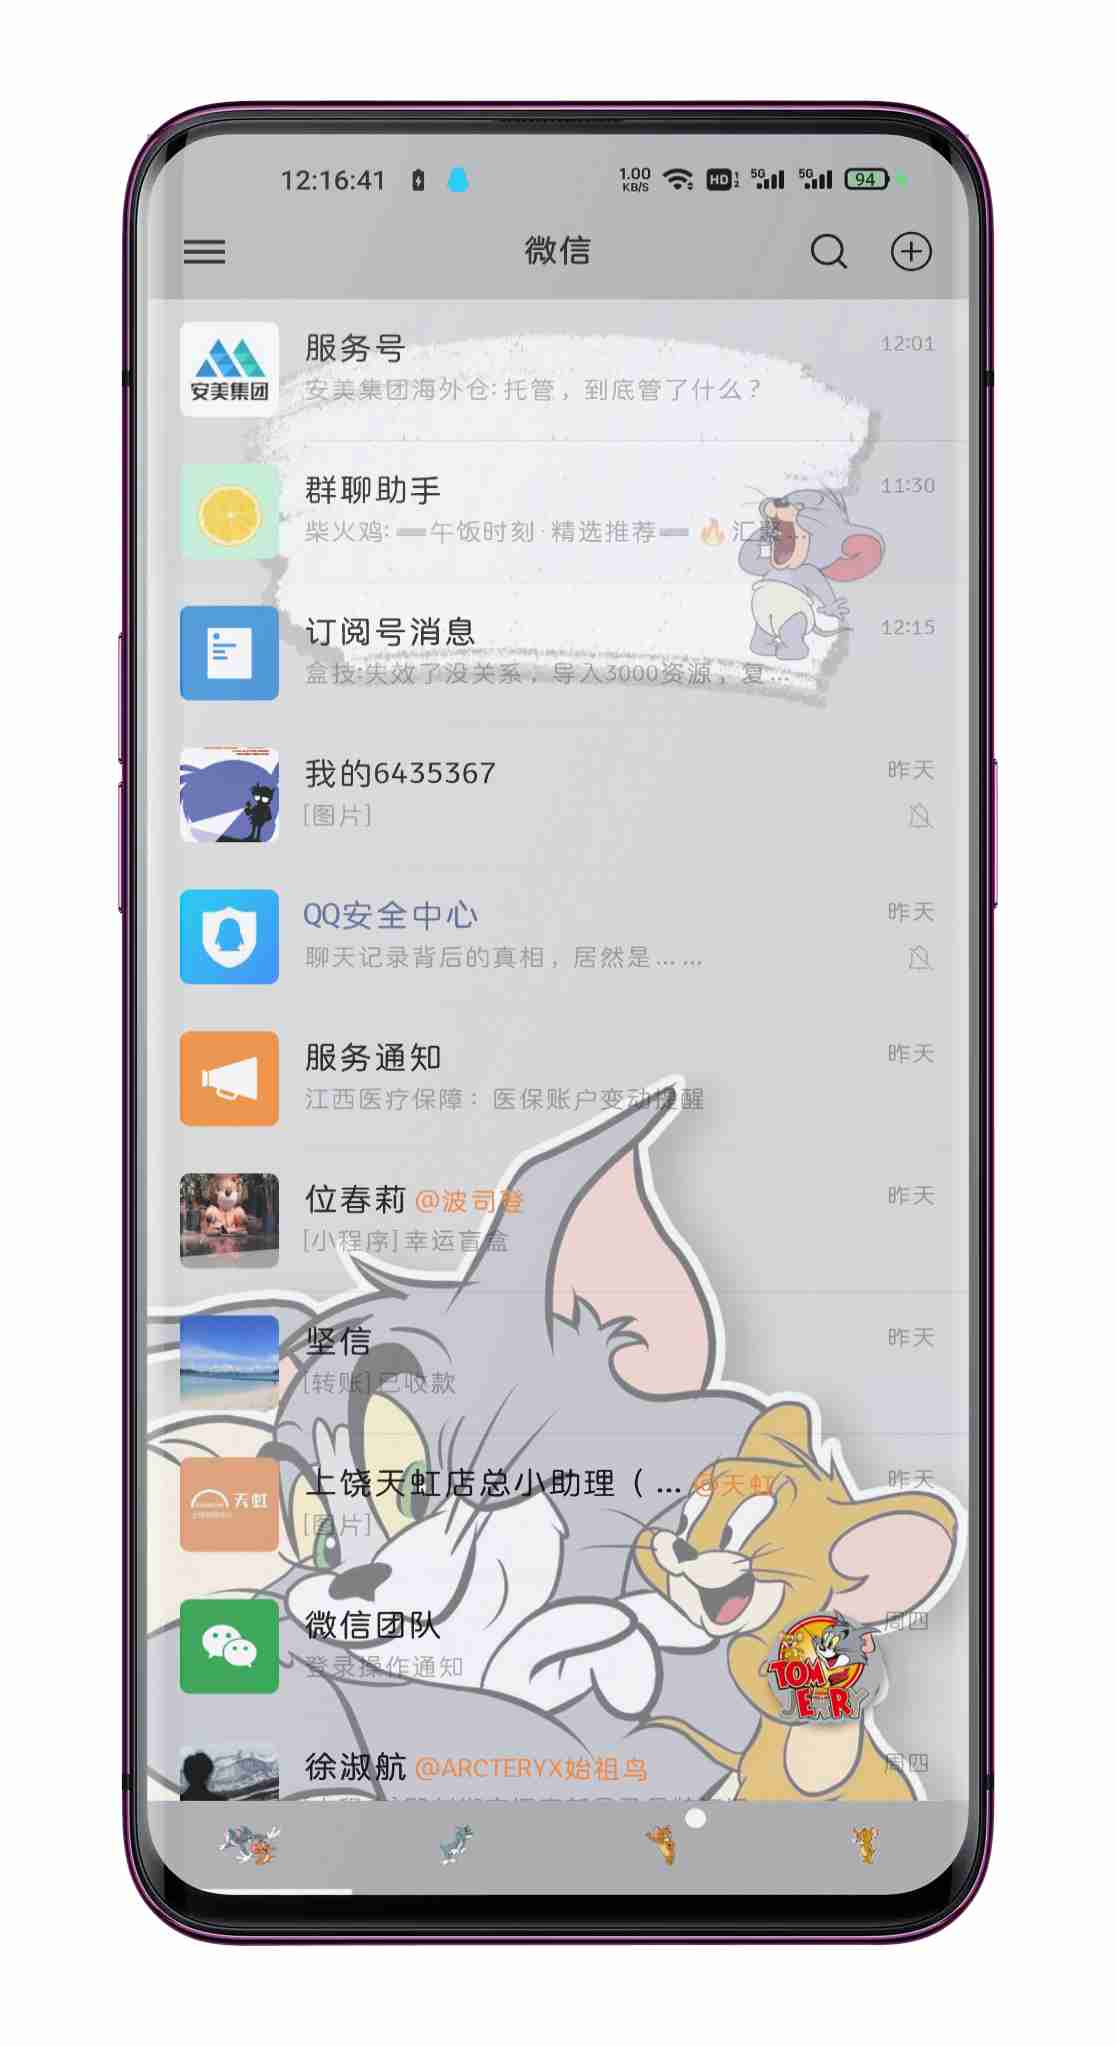 12:16:41
1.00
KB/S
HD 1
2
5G
5G
94
微信
安美集团
服务号
12:01
安美集团海外仓: 托管，到底管了什么？
群聊助手
11:30
柴火鸡: ➖午饭时刻·精选推荐➖🔥汇聚...
订阅号消息
12:15
盒技:失效了没关系，导入3000资源，复...
我的6435367
昨天
[图片]
QQ安全中心
昨天
聊天记录背后的真相，居然是... ...
服务通知
昨天
江西医疗保障：医保账户变动提醒
位春莉 @波司登
昨天
[小程序] 幸运盲盒
坚信
昨天
[转账] 已收款
天虹
上饶天虹店总小助理（ ... @天虹
昨天
[图片]
微信团队
周四
登录操作通知
TOM
JERRY
徐淑航 @ARCTERYX始祖鸟
周四